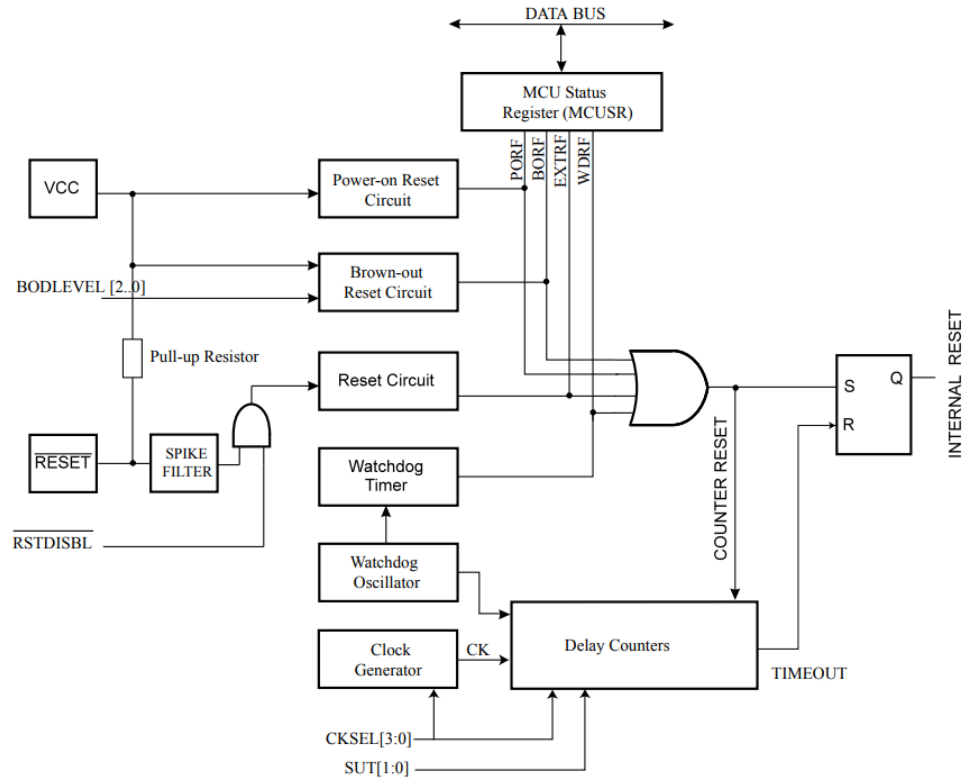 DATA BUS
MCU Status
Register (MCUSR)
PORF
BORF
EXTRF
WDRF
VCC
Power-on Reset
Circuit
BODLEVEL [2..0]
Brown-out
Reset Circuit
Pull-up Resistor
Reset Circuit
RESET
SPIKE
FILTER
RSTDISBL
Watchdog
Timer
Watchdog
Oscillator
Clock
Generator
CK
CKSEL[3:0]
SUT[1:0]
Delay Counters
COUNTER RESET
TIMEOUT
S
R
Q
INTERNAL RESET